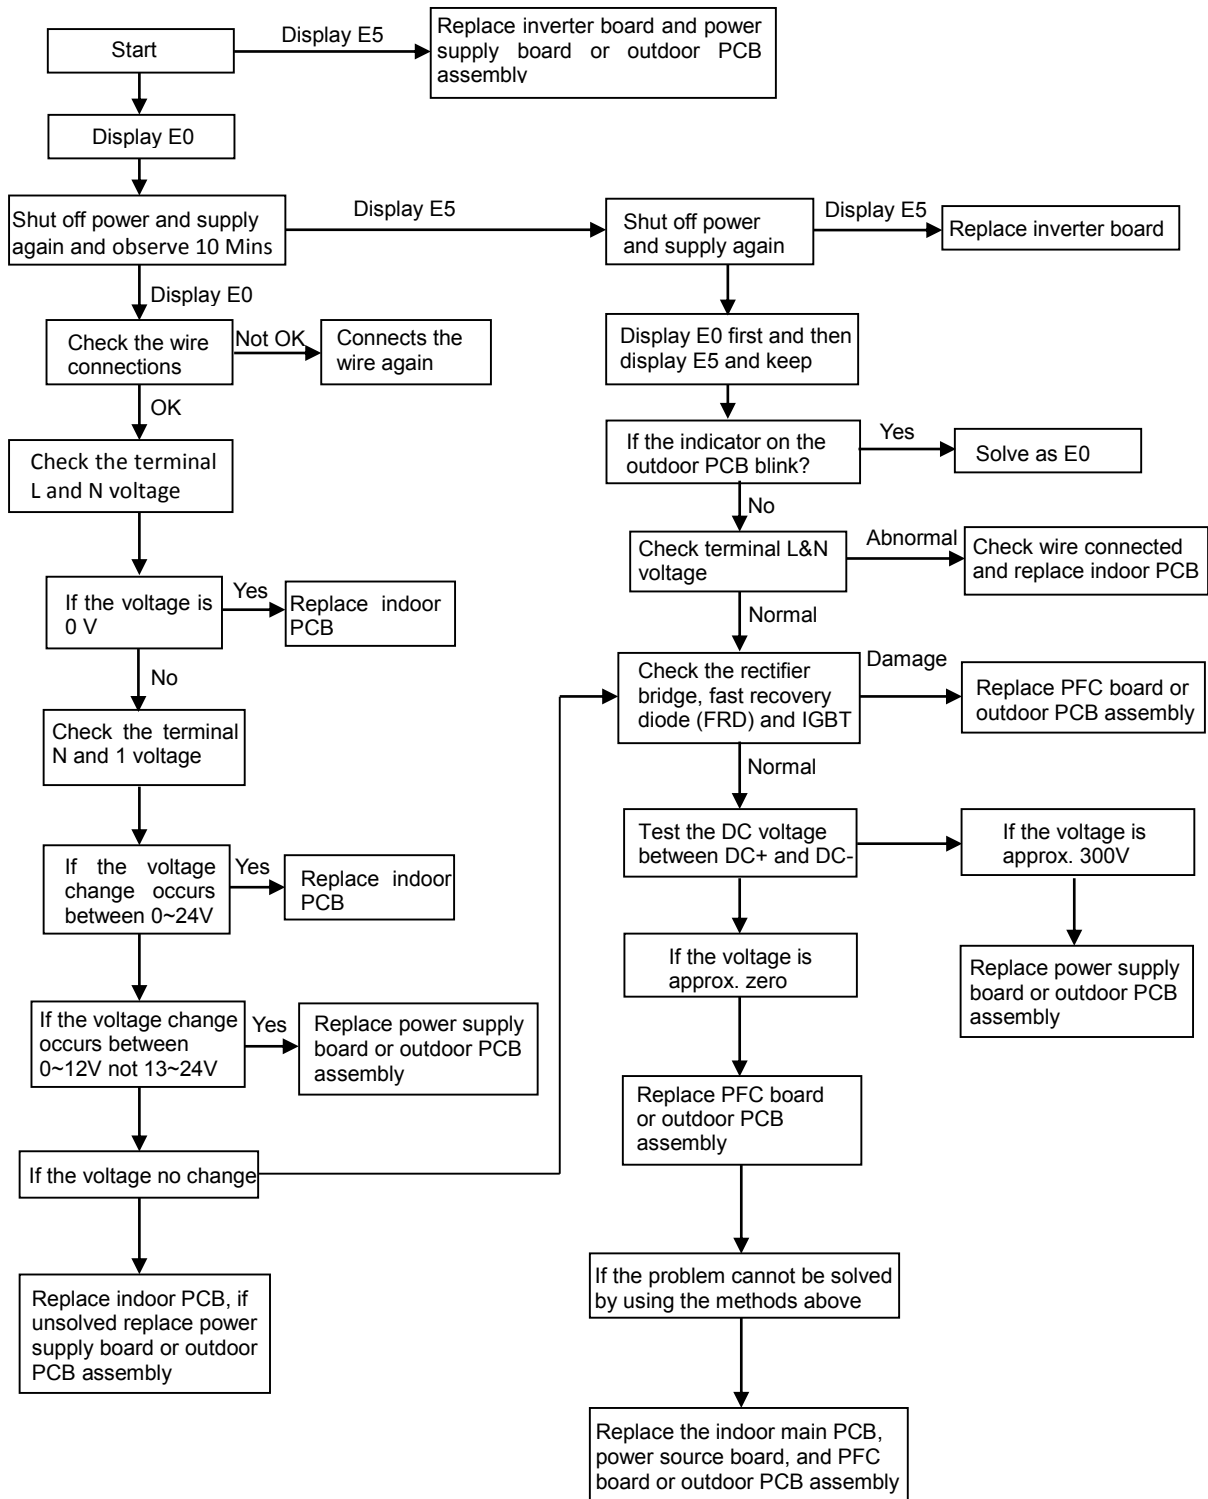 Start
Display E5
Replace inverter board and power
supply board or outdoor PCB
assembly
Display E0
Shut off power and supply
again and observe 10 Mins
Display E5
Shut off power
and supply again
Display E5
Replace inverter board
Display E0
Check the wire
connections
Not OK
Connects the
wire again
Display E0 first and then
display E5 and keep
OK
Check the terminal
L and N voltage
If the indicator on the
outdoor PCB blink?
Yes
Solve as E0
No
Check terminal L&N
voltage
Abnormal
Check wire connected
and replace indoor PCB
If the voltage is
0 V
Yes
Replace indoor
PCB
Normal
No
Check the rectifier
bridge, fast recovery
diode (FRD) and IGBT
Damage
Replace PFC board or
outdoor PCB assembly
Check the terminal
N and 1 voltage
Normal
Test the DC voltage
between DC+ and DC-
If the voltage is
approx. 300V
If the voltage
change occurs
between 0~24V
Yes
Replace indoor
PCB
If the voltage is
approx. zero
Replace power supply
board or outdoor PCB
assembly
If the voltage change
occurs between
0~12V not 13~24V
Yes
Replace power supply
board or outdoor PCB
assembly
Replace PFC board
or outdoor PCB
assembly
If the voltage no change
If the problem cannot be solved
by using the methods above
Replace indoor PCB, if
unsolved replace power
supply board or outdoor
PCB assembly
Replace the indoor main PCB,
power source board, and PFC
board or outdoor PCB assembly